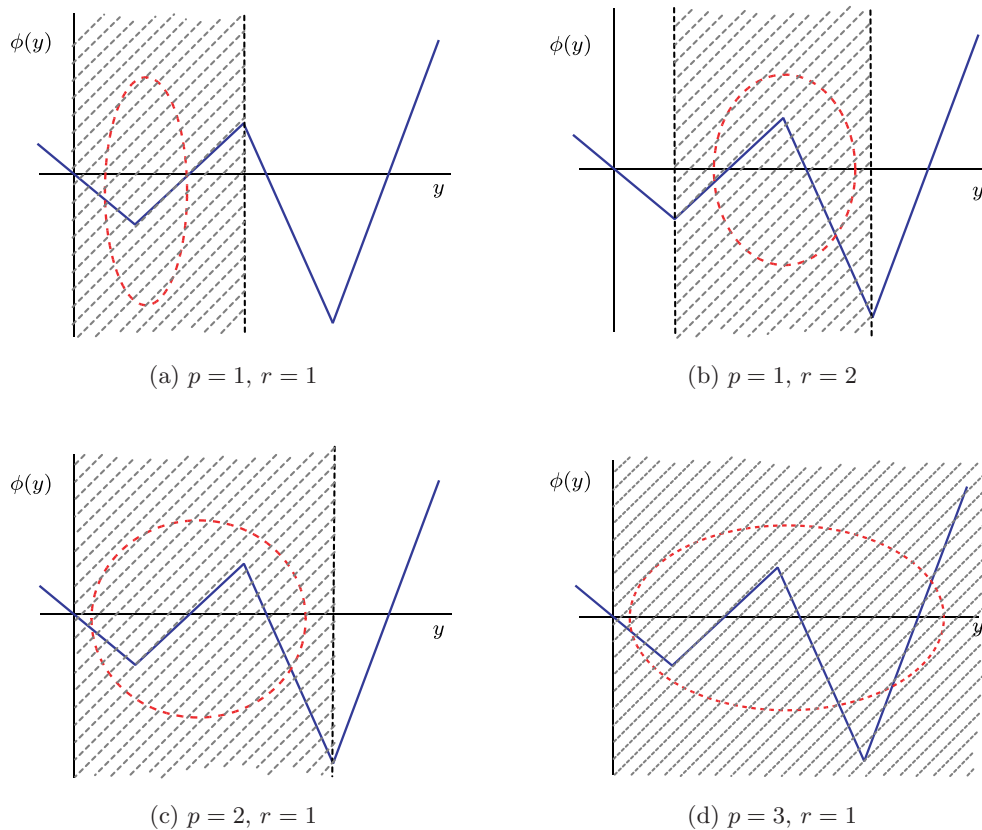 ϕ(y)
y
(a) p = 1, r = 1
ϕ(y)
y
(b) p = 1, r = 2
ϕ(y)
y
(c) p = 2, r = 1
ϕ(y)
y
(d) p = 3, r = 1